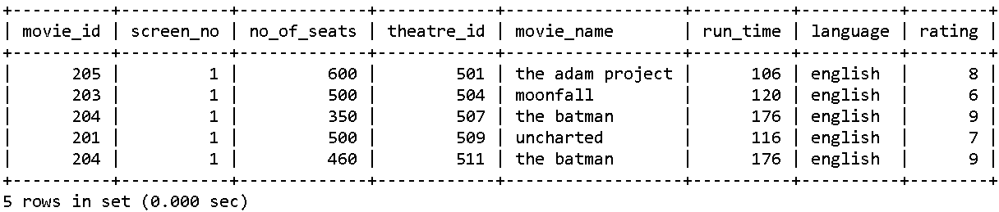 +----------+-----------+-------------+------------+------------------+----------+----------+--------+
| movie_id | screen_no | no_of_seats | theatre_id | movie_name       | run_time | language | rating |
+----------+-----------+-------------+------------+------------------+----------+----------+--------+
|      205 |         1 |         600 |        501 | the adam project |      106 | english  |      8 |
|      203 |         1 |         500 |        504 | moonfall         |      120 | english  |      6 |
|      204 |         1 |         350 |        507 | the batman       |      176 | english  |      9 |
|      201 |         1 |         500 |        509 | uncharted        |      116 | english  |      7 |
|      204 |         1 |         460 |        511 | the batman       |      176 | english  |      9 |
+----------+-----------+-------------+------------+------------------+----------+----------+--------+
5 rows in set (0.000 sec)